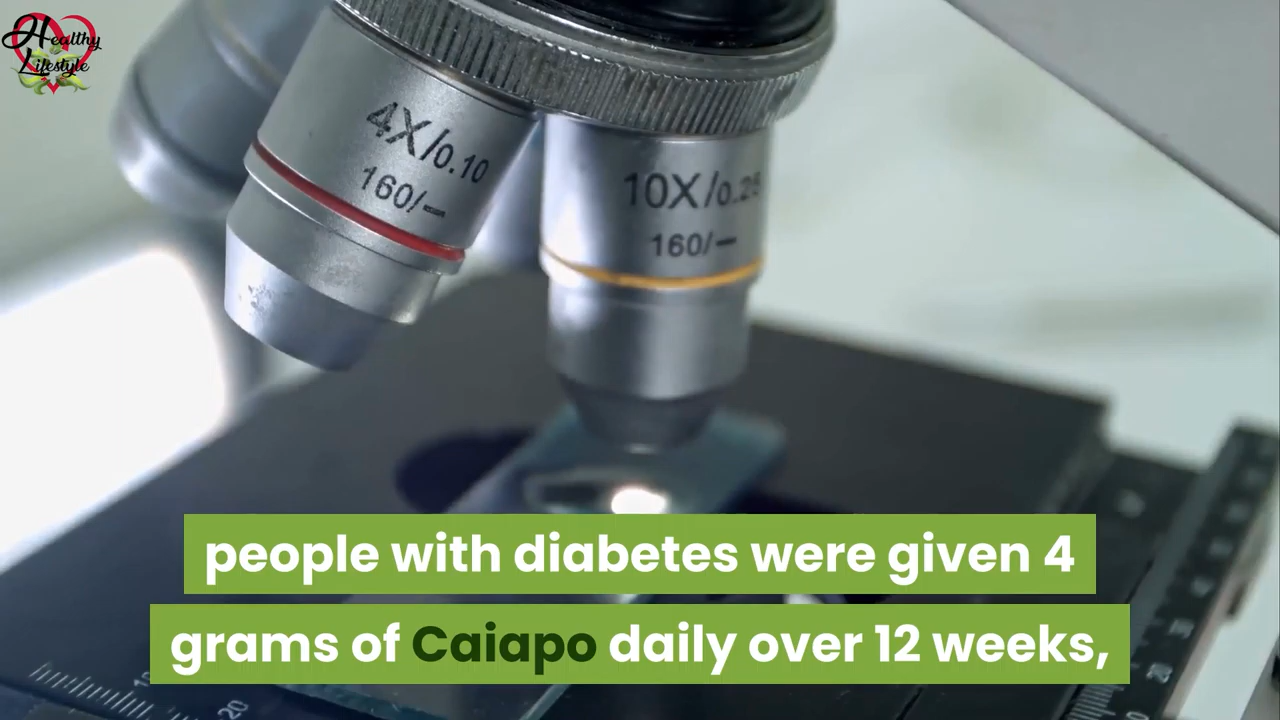 Healthy
Lifestyle
4X/0.10
160/-
10X/0.25
160/-
people with diabetes were given 4
grams of Caiapo daily over 12 weeks,
20